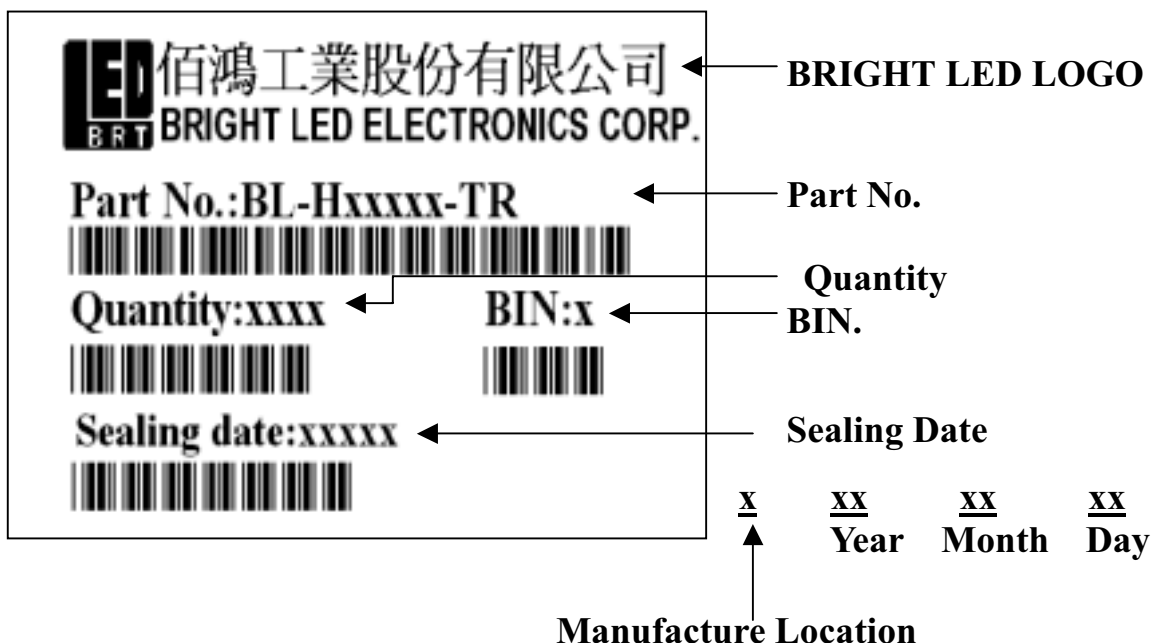 LED 佰鴻工業股份有限公司
BRT BRIGHT LED ELECTRONICS CORP.
BRIGHT LED LOGO
Part No.:BL-Hxxxxx-TR
Part No.
Quantity:xxxx
BIN:x
Quantity
BIN.
Sealing date:xxxxx
Sealing Date
x xx xx xx
Year Month Day
Manufacture Location